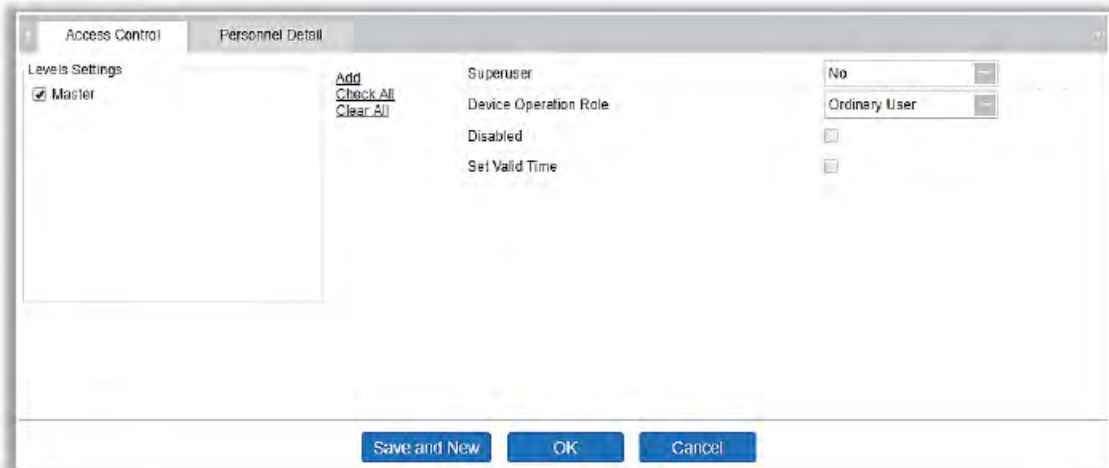 Access Control
Personnel Detail
Levels Settings
Master
Add
Check All
Clear All
Superuser
No
Device Operation Role
Ordinary User
Disabled
Set Valid Time
Save and New
OK
Cancel